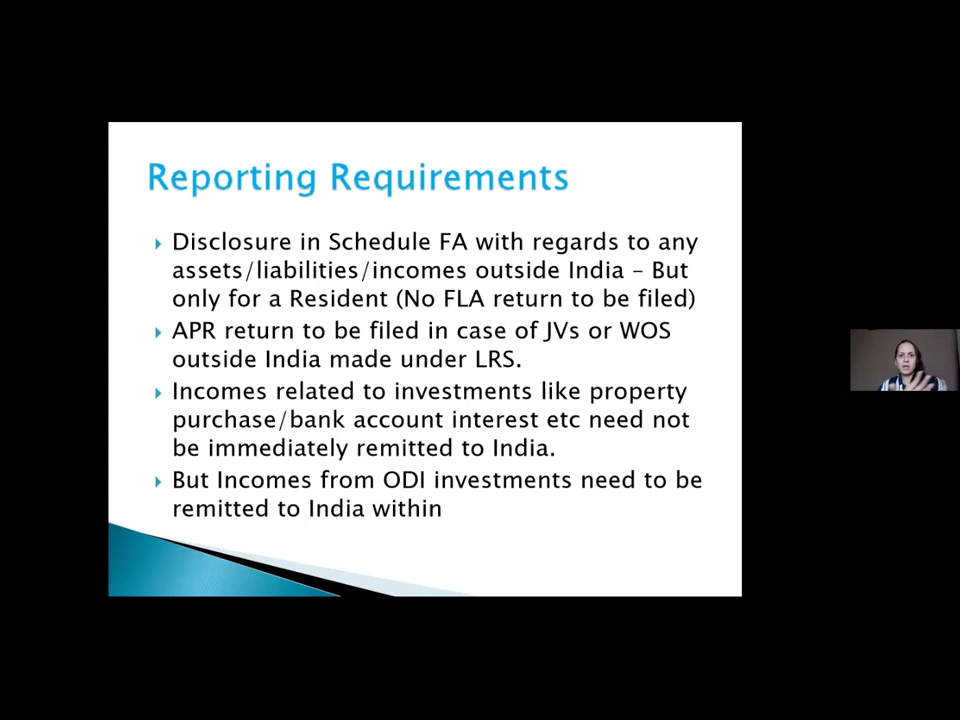 Reporting Requirements
Disclosure in Schedule FA with regards to any
assets/liabilities/incomes outside India – But
only for a Resident (No FLA return to be filed)
APR return to be filed in case of JVs or WOS
outside India made under LRS.
Incomes related to investments like property
purchase/bank account interest etc need not
be immediately remitted to India.
But Incomes from ODI investments need to be
remitted to India within